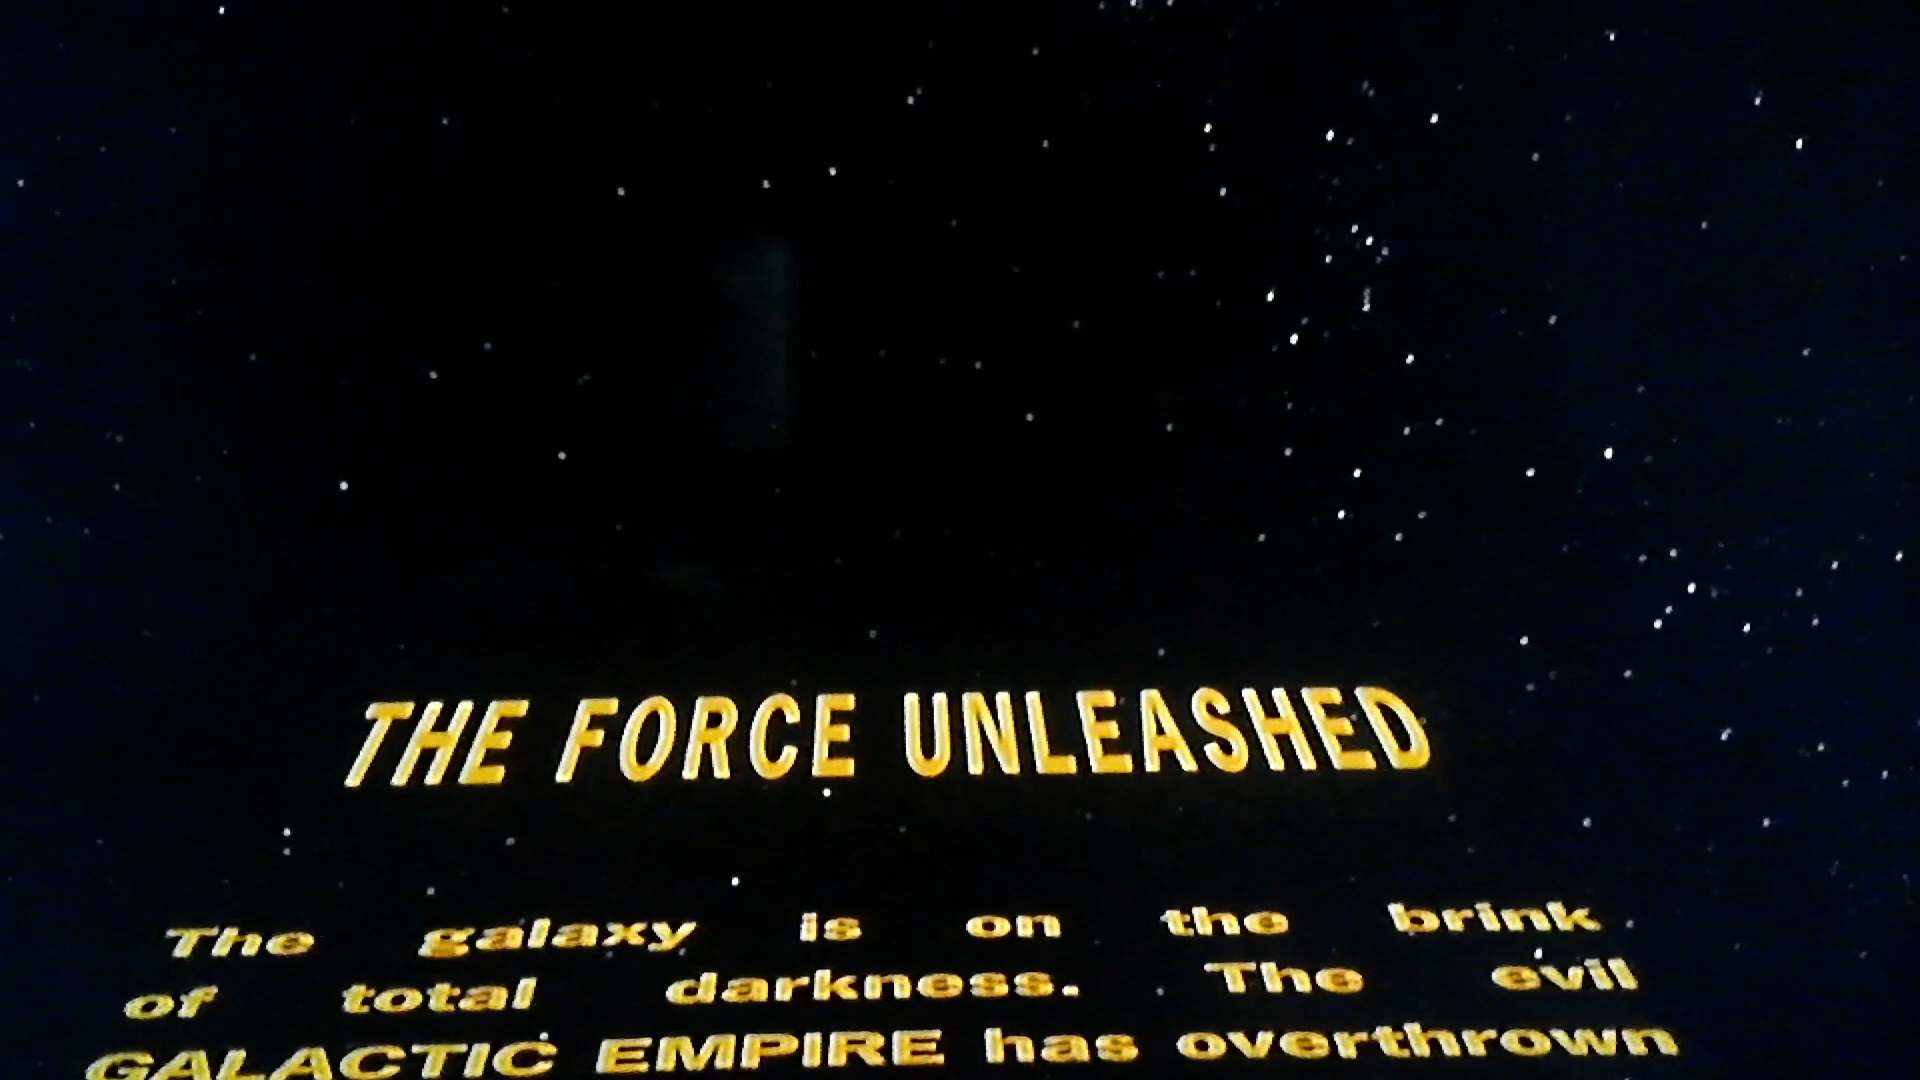 THE FORCE UNLEASHED
The galaxy is on the brink
of total darkness. The evil
GALACTIC EMPIRE has overthrown